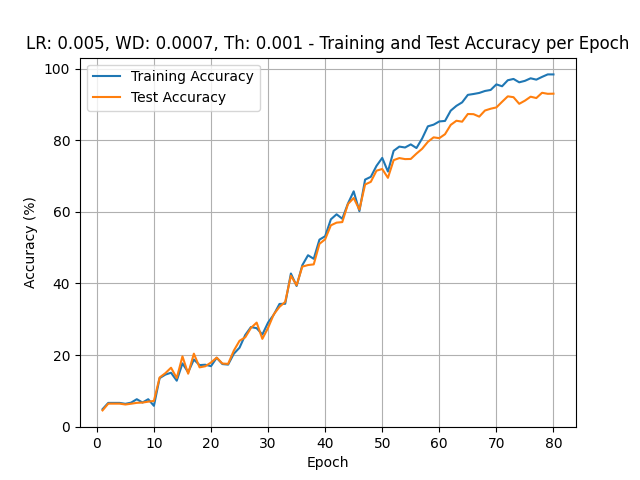 LR: 0.005, WD: 0.0007, Th: 0.001 - Training and Test Accuracy per Epoch
Training Accuracy
Test Accuracy
100
80
60
40
20
0
Accuracy (%)
0 10 20 30 40 50 60 70 80
Epoch